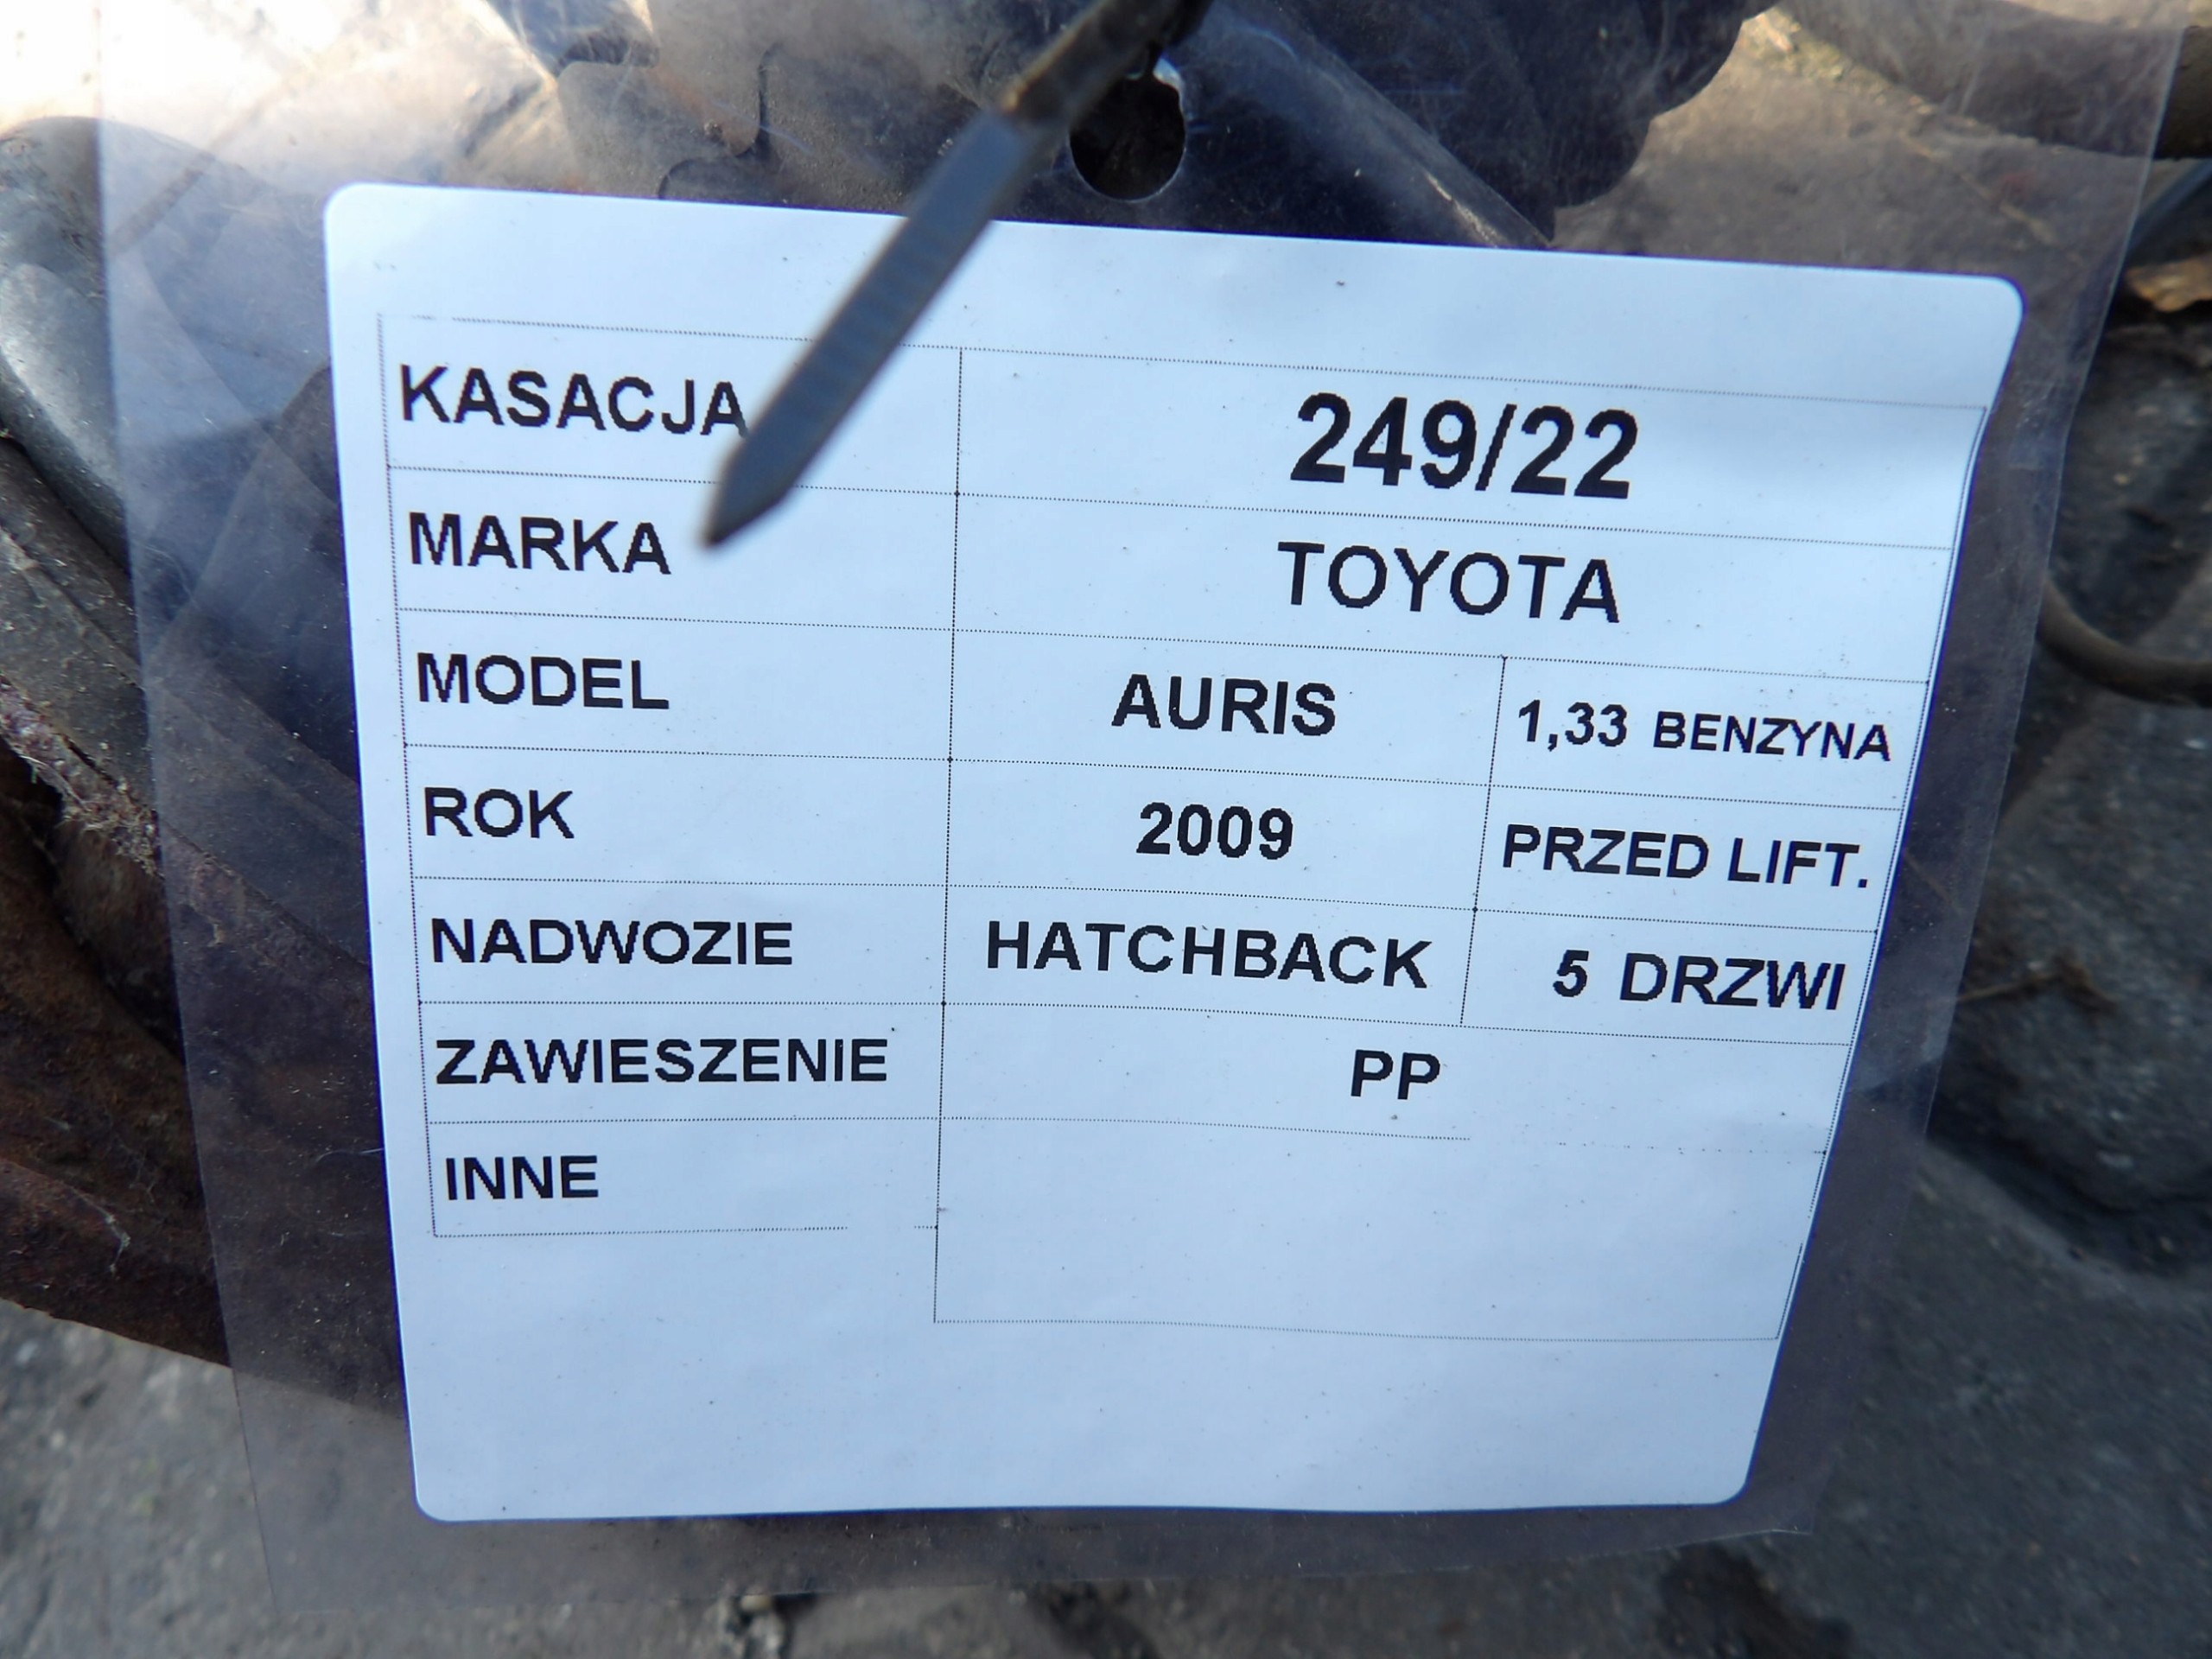 KASACJA 249/22
MARKA TOYOTA
MODEL AURIS 1,33 BENZYNA
ROK 2009 PRZED LIFT.
NADWOZIE HATCHBACK 5 DRZWI
ZAWIESZENIE PP
INNE